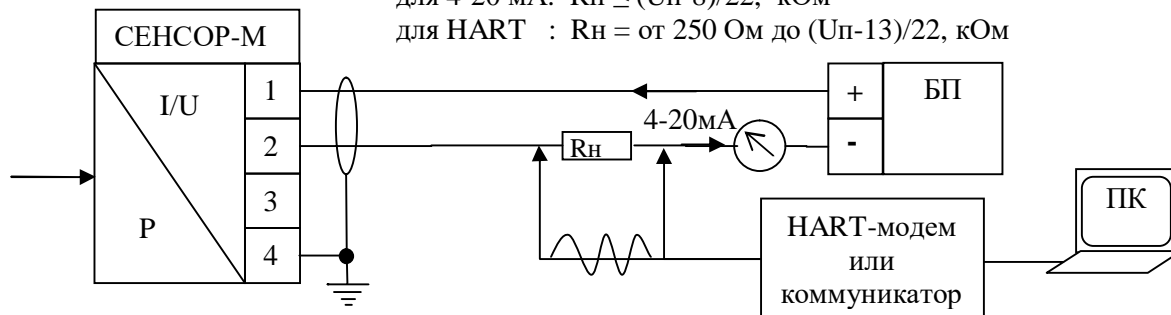 для 4-20 мА: Rн ≤ (Uп-8)/22, кОм
для HART : Rн = от 250 Ом до (Uп-13)/22, кОм
СЕНСОР-М
I/U
P
1
2
3
4
Rн
4-20мА
+
-
БП
HART-модем
или
коммуникатор
ПК